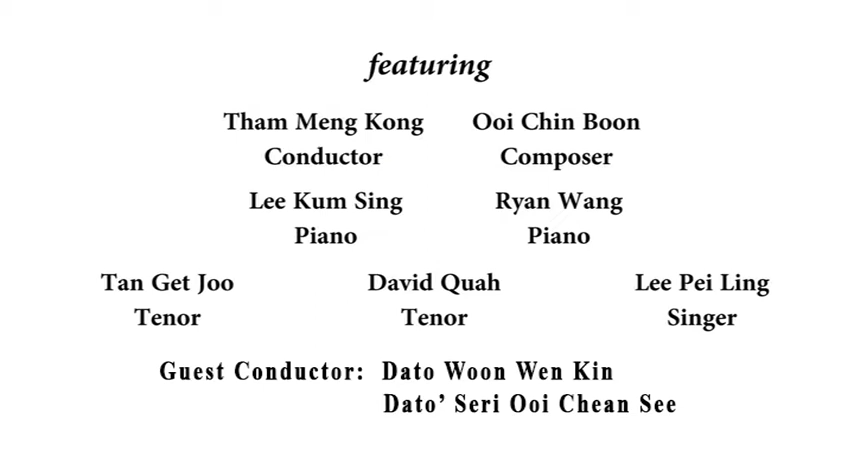 featuring
Tham Meng Kong Ooi Chin Boon
Conductor Composer
Lee Kum Sing Ryan Wang
Piano Piano
Tan Get Joo David Quah Lee Pei Ling
Tenor Tenor Singer
Guest Conductor: Dato Woon Wen Kin
Dato’ Seri Ooi Chean See